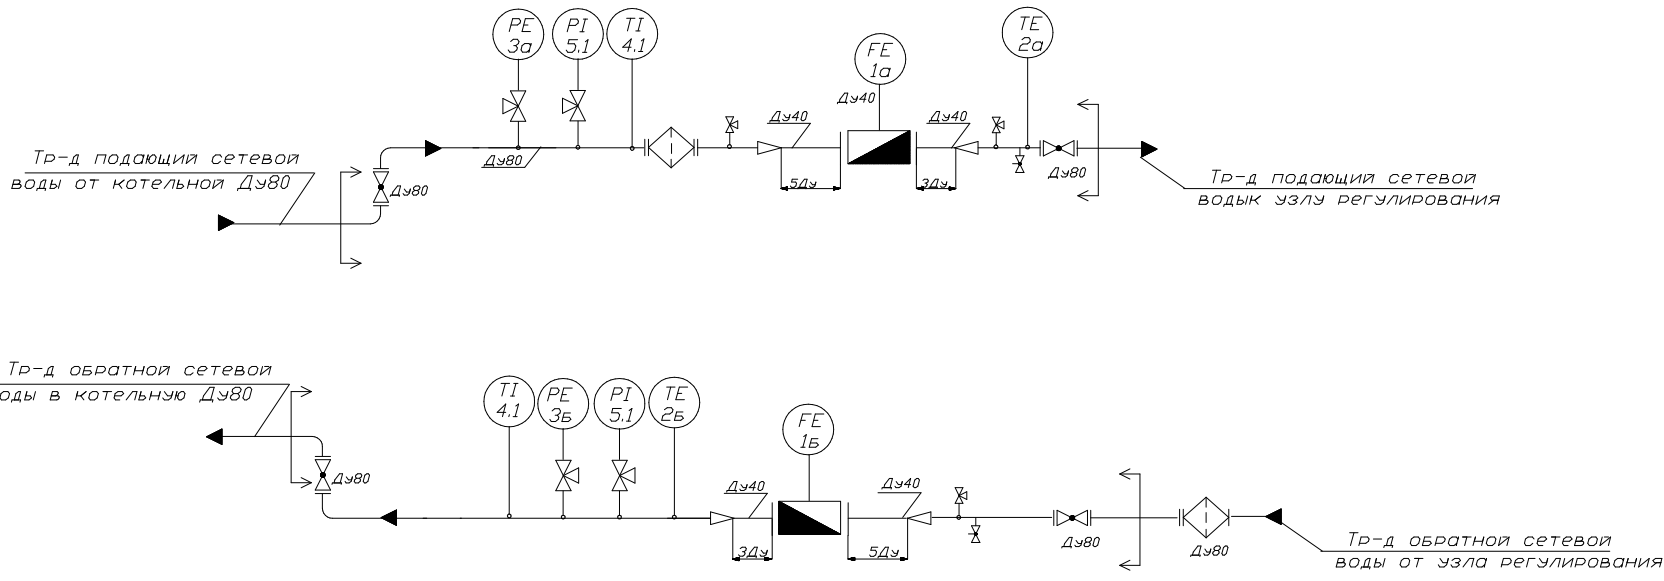 PE
3а
PI
5.1
TI
4.1
TE
2а
FE
1а
Ду40
Ду40
Ду40
Тр-д подающий сетевой
воды от котельной Ду80
Ду80
Ду80
5Ду
3Ду
Ду80
Тр-д подающий сетевой
водык узлу регулирования
Тр-д обратной сетевой
оды в котельную Ду80
TI
4.1
PE
3Б
PI
5.1
TE
2Б
FE
1Б
Ду80
Ду40
Ду40
3Ду
5Ду
Ду80
Ду80
Тр-д обратной сетевой
воды от узла регулирования